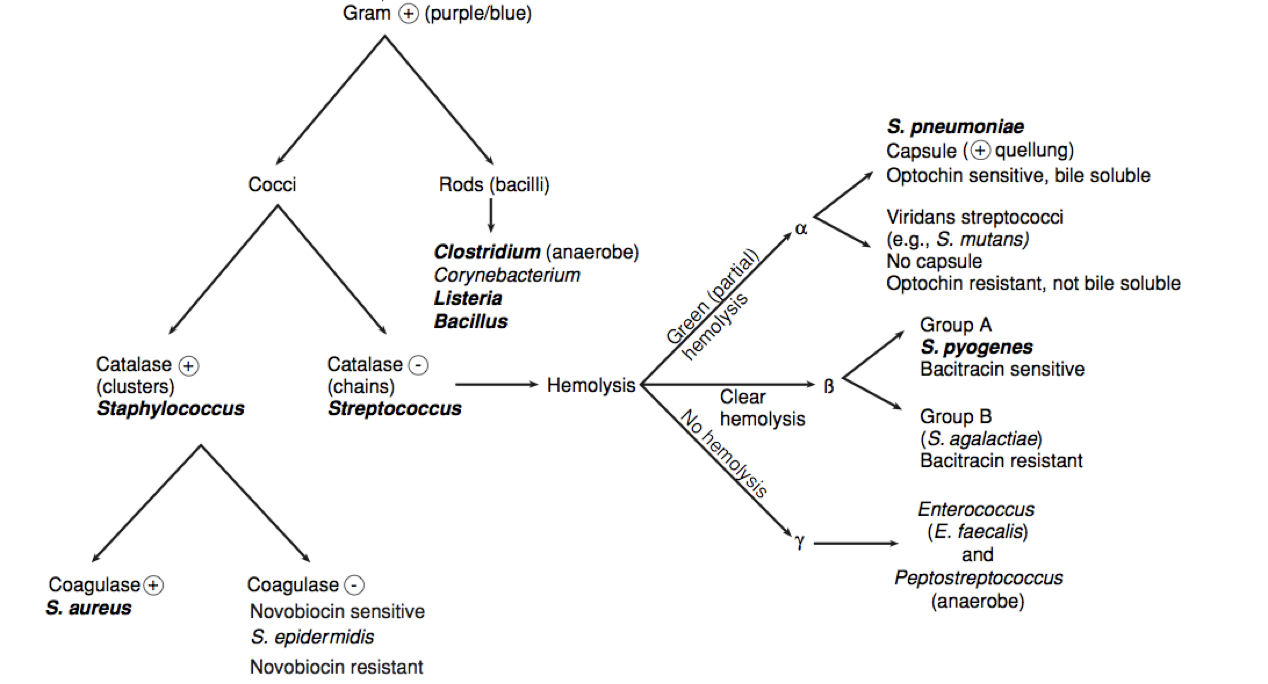 Gram ⊕ (purple/blue)
Cocci
Rods (bacilli)
Clostridium (anaerobe)
Corynebacterium
Listeria
Bacillus
Catalase ⊕
(clusters)
Staphylococcus
Catalase ⊖
(chains)
Streptococcus
Hemolysis
Green (partial)
hemolysis
Clear
hemolysis
No hemolysis
α
S. pneumoniae
Capsule (⊕ quellung)
Optochin sensitive, bile soluble
Viridans streptococci
(e.g., S. mutans)
No capsule
Optochin resistant, not bile soluble
ß
Group A
S. pyogenes
Bacitracin sensitive
Group B
(S. agalactiae)
Bacitracin resistant
γ
Enterococcus
(E. faecalis)
and
Peptostreptococcus
(anaerobe)
Coagulase ⊕
S. aureus
Coagulase ⊖
Novobiocin sensitive
S. epidermidis
Novobiocin resistant